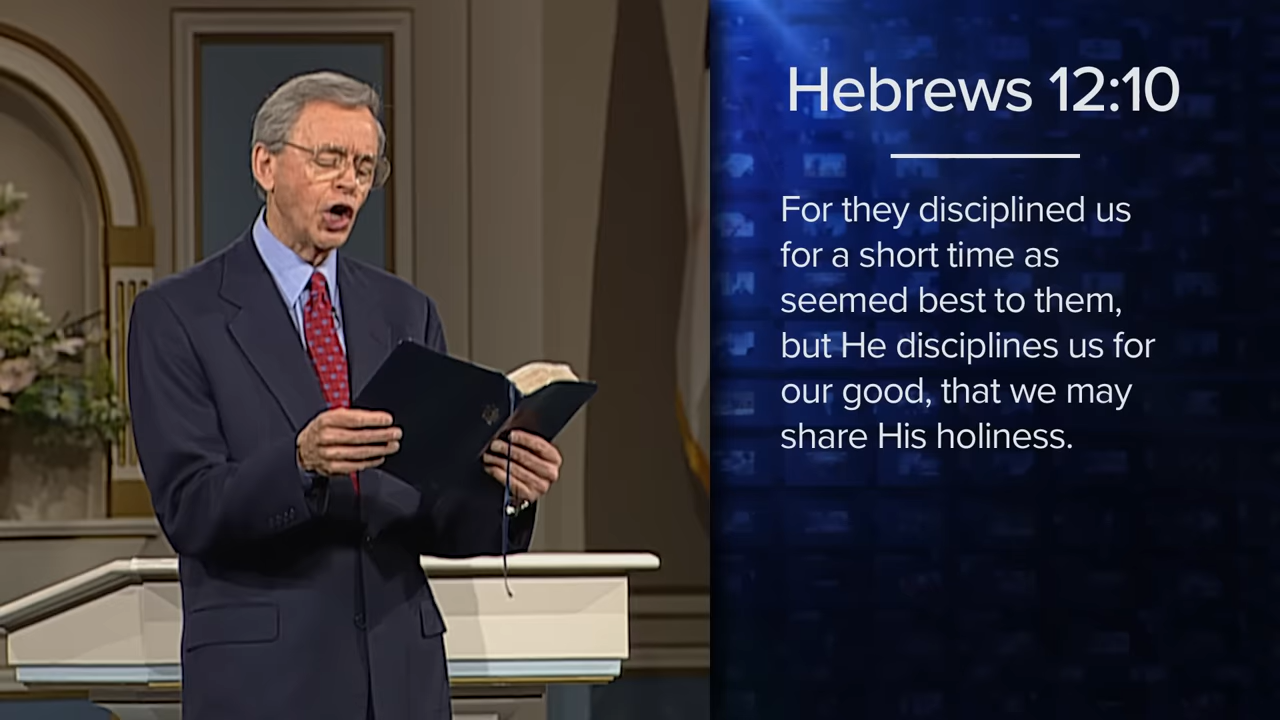 Hebrews 12:10
For they disciplined us
for a short time as
seemed best to them,
but He disciplines us for
our good, that we may
share His holiness.